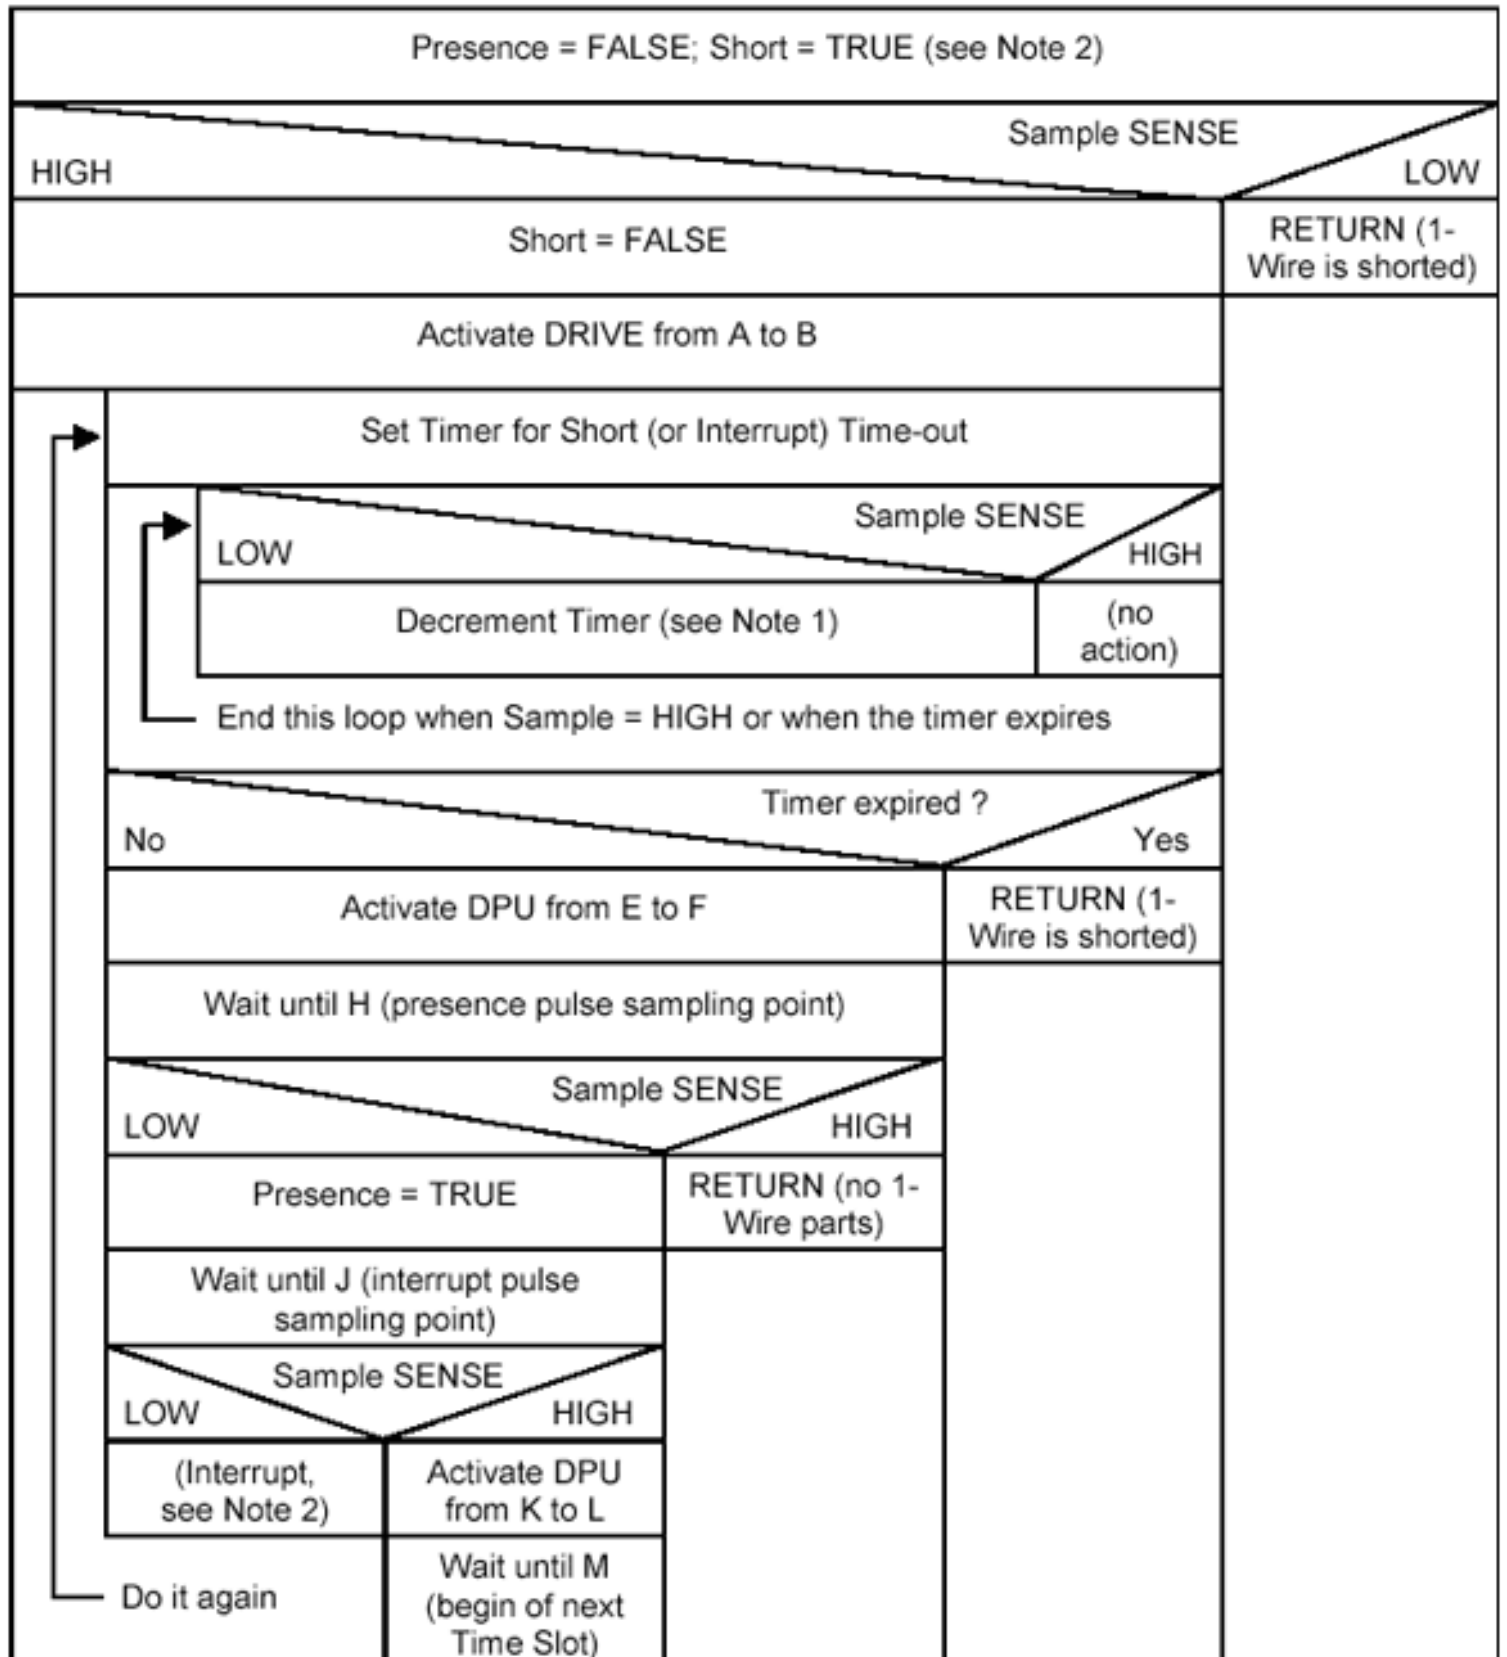 Presence = FALSE; Short = TRUE (see Note 2)
Sample SENSE
HIGH
LOW
Short = FALSE
RETURN (1-
Wire is shorted)
Activate DRIVE from A to B
Set Timer for Short (or Interrupt) Time-out
Sample SENSE
LOW
HIGH
Decrement Timer (see Note 1)
(no
action)
End this loop when Sample = HIGH or when the timer expires
Timer expired ?
No
Yes
Activate DPU from E to F
RETURN (1-
Wire is shorted)
Wait until H (presence pulse sampling point)
Sample SENSE
LOW
HIGH
Presence = TRUE
RETURN (no 1-
Wire parts)
Wait until J (interrupt pulse
sampling point)
Sample SENSE
LOW
HIGH
(Interrupt,
see Note 2)
Activate DPU
from K to L
Do it again
Wait until M
(begin of next
Time Slot)